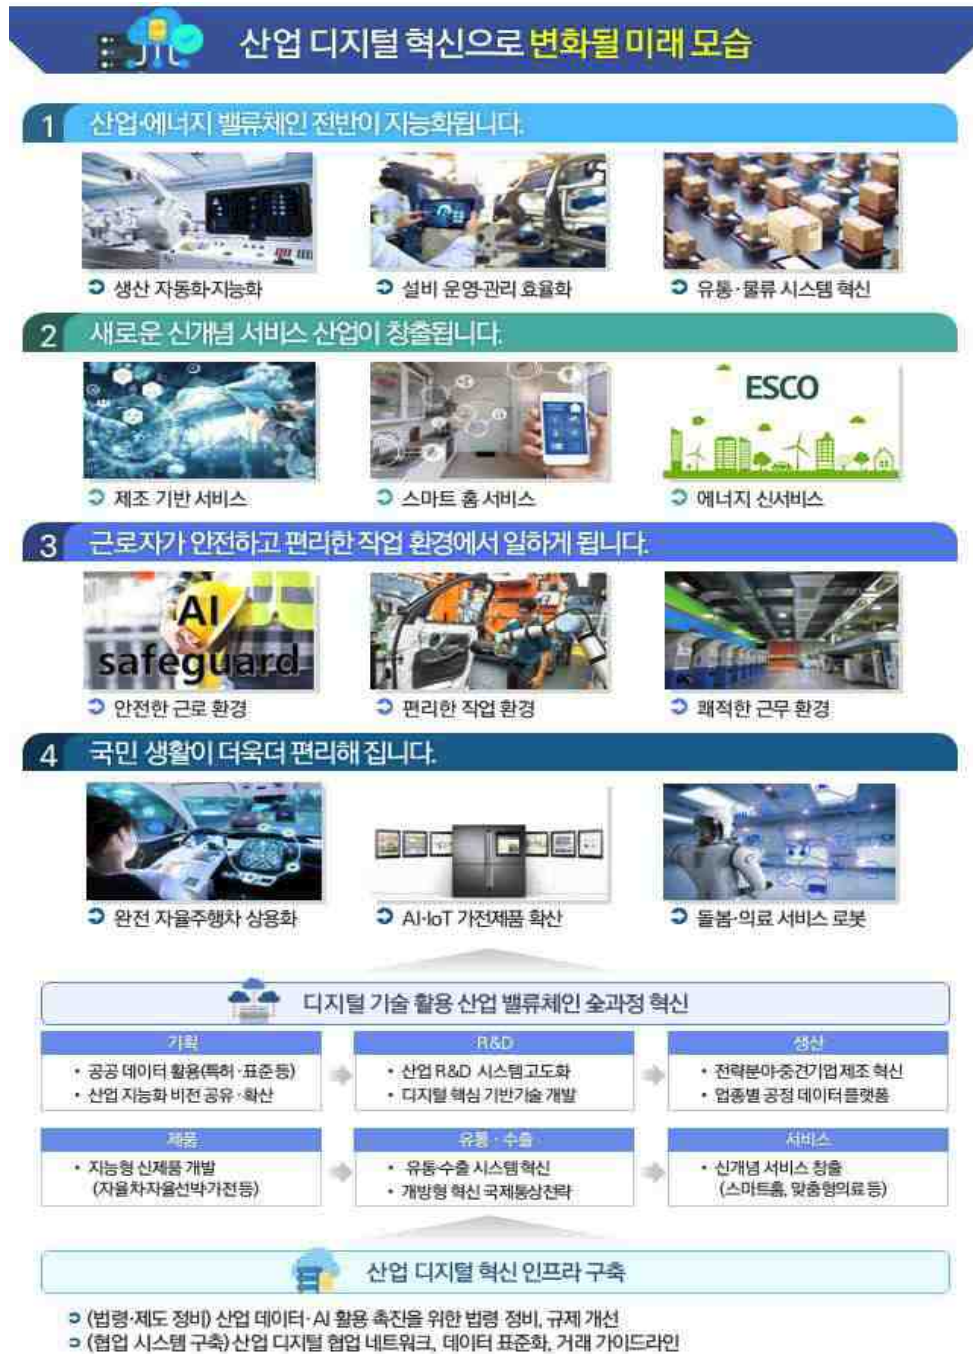 산업 디지털 혁신으로 변화될 미래 모습
1 산업·에너지 밸류체인 전반이 지능화됩니다.
생산 자동화·지능화
설비 운영·관리 효율화
유통·물류 시스템 혁신
2 새로운 신개념 서비스 산업이 창출됩니다.
ESCO
제조 기반 서비스
스마트 홈 서비스
에너지 신서비스
3 근로자가 안전하고 편리한 작업 환경에서 일하게 됩니다.
AI
safeguard
안전한 근로 환경
편리한 작업 환경
쾌적한 근무 환경
4 국민 생활이 더욱더 편리해 집니다.
완전 자율주행차 상용화
AI·IoT 가전제품 확산
돌봄·의료 서비스 로봇
디지털 기술 활용 산업 밸류체인 全과정 혁신
기획
• 공공 데이터 활용(특허·표준 등)
• 산업 지능화 비전 공유·확산
R&D
• 산업 R&D 시스템고도화
• 디지털 핵심 기반기술 개발
생산
• 전략분야·중견기업 제조 혁신
• 업종별 공정 데이터 플랫폼
제품
• 지능형 신제품 개발
(자율차·자율선박·가전 등)
유통·수출
• 유통·수출 시스템 혁신
• 개방형 혁신 국제통상전략
서비스
• 신개념 서비스 창출
(스마트홈, 맞춤형의료 등)
산업 디지털 혁신 인프라 구축
(법령·제도 정비) 산업 데이터·AI 활용 촉진을 위한 법령 정비, 규제 개선
(협업 시스템 구축) 산업 디지털 협업 네트워크, 데이터 표준화, 거래 가이드라인